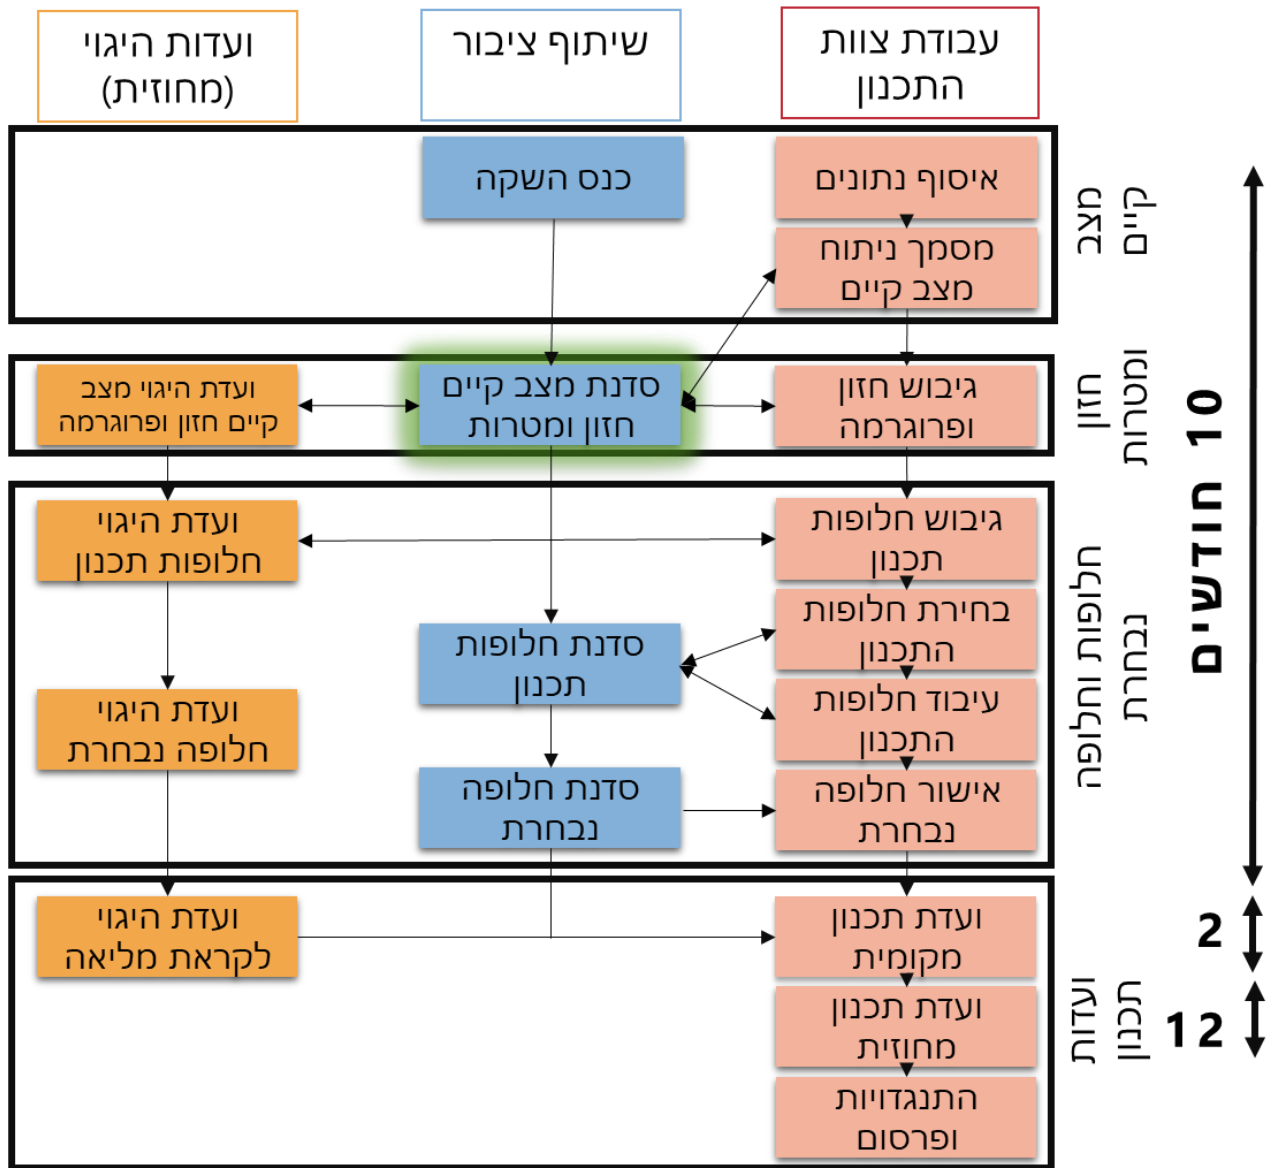 עבודת צוות
התכנון
שיתוף ציבור
ועדות היגוי
(מחוזית)
מצב
קיים
איסוף נתונים
כנס השקה
מסמך ניתוח
מצב קיים
חזון
ומטרות
גיבוש חזון
ופרוגרמה
סדנת מצב קיים
חזון ומטרות
ועדת היגוי מצב
קיים חזון ופרוגרמה
חלופות וחלופה
נבחרת
גיבוש חלופות
תכנון
ועדת היגוי
חלופות תכנון
בחירת חלופות
התכנון
סדנת חלופות
תכנון
עיבוד חלופות
התכנון
ועדת היגוי
חלופה נבחרת
אישור חלופה
נבחרת
סדנת חלופה
נבחרת
10 חודשים
ועדות
תכנון
ועדת תכנון
מקומית
ועדת היגוי
לקראת מליאה
2
ועדת תכנון
מחוזית
12
התנגדויות
ופרסום